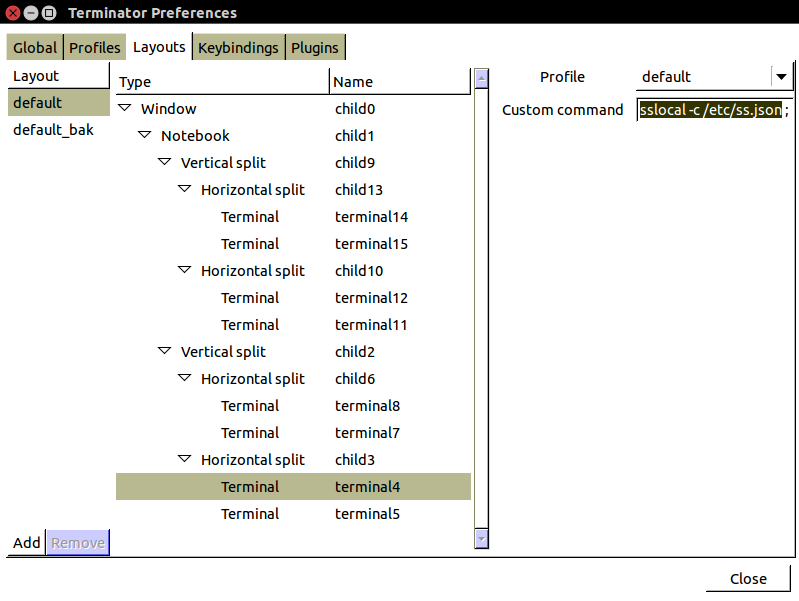 Terminator Preferences
Global Profiles Layouts Keybindings Plugins
Layout
default
default_bak
Type Name
Window child0
Notebook child1
Vertical split child9
Horizontal split child13
Terminal terminal14
Terminal terminal15
Horizontal split child10
Terminal terminal12
Terminal terminal11
Vertical split child2
Horizontal split child6
Terminal terminal8
Terminal terminal7
Horizontal split child3
Terminal terminal4
Terminal terminal5
Profile default
Custom command sslocal -c /etc/ss.json ;
Add Remove
Close